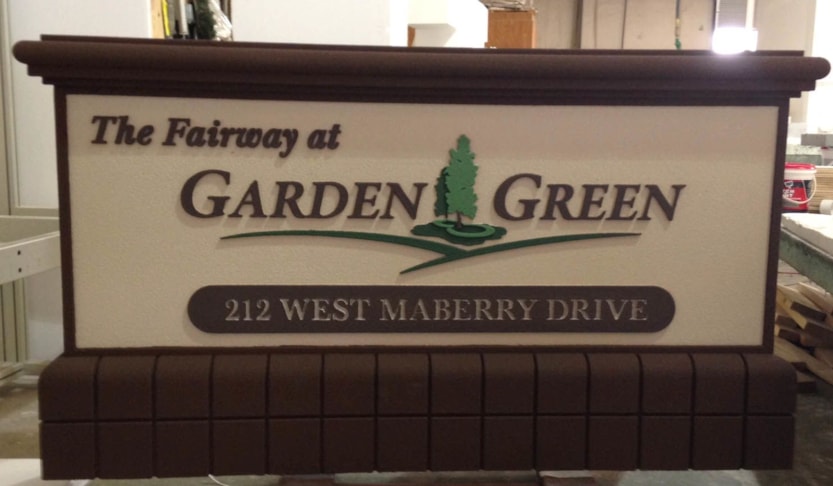 The Fairway at
GARDEN GREEN
212 WEST MABERRY DRIVE